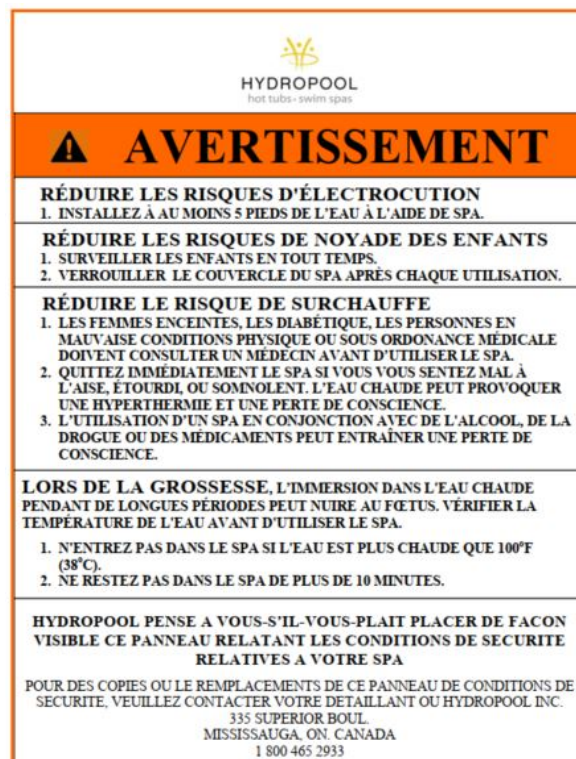 HYDROPOOL
hot tubs - swim spas
AVERTISSEMENT
RÉDUIRE LES RISQUES D'ÉLECTROCUTION
1. INSTALLEZ À AU MOINS 5 PIEDS DE L'EAU À L'AIDE DE SPA.
RÉDUIRE LES RISQUES DE NOYADE DES ENFANTS
1. SURVEILLER LES ENFANTS EN TOUT TEMPS.
2. VERROUILLER LE COUVERCLE DU SPA APRÈS CHAQUE UTILISATION.
RÉDUIRE LE RISQUE DE SURCHAUFFE
1. LES FEMMES ENCEINTES, LES DIABÉTIQUE, LES PERSONNES EN
MAUVAISE CONDITIONS PHYSIQUE OU SOUS ORDONANCE MÉDICALE
DOIVENT CONSULTER UN MÉDECIN AVANT D'UTILISER LE SPA.
2. QUITTEZ IMMÉDIATEMENT LE SPA SI VOUS VOUS SENTEZ MAL À
L'AISE, ÉTOURDI, OU SOMNOLENT. L'EAU CHAUDE PEUT PROVOQUER
UNE HYPERTHERMIE ET UNE PERTE DE CONSCIENCE.
3. L'UTILISATION D'UN SPA EN CONJONCTION AVEC DE L'ALCOOL, DE LA
DROGUE OU DES MÉDICAMENTS PEUT ENTRAÎNER UNE PERTE DE
CONSCIENCE.
LORS DE LA GROSSESSE, L'IMMERSION DANS L'EAU CHAUDE
PENDANT DE LONGUES PÉRIODES PEUT NUIRE AU FŒTUS. VÉRIFIER LA
TEMPÉRATURE DE L'EAU AVANT D'UTILISER LE SPA.
1. N'ENTREZ PAS DANS LE SPA SI L'EAU EST PLUS CHAUDE QUE 100⁰F
(38⁰C).
2. NE RESTEZ PAS DANS LE SPA DE PLUS DE 10 MINUTES.
HYDROPOOL PENSE A VOUS-S'IL-VOUS-PLAIT PLACER DE FACON
VISIBLE CE PANNEAU RELATANT LES CONDITIONS DE SECURITE
RELATIVES A VOTRE SPA
POUR DES COPIES OU LE REMPLACEMENTS DE CE PANNEAU DE CONDITIONS DE
SECURITE, VEUILLEZ CONTACTER VOTRE DETAILLANT OU HYDROPOOL INC.
335 SUPERIOR BOUL.
MISSISSAUGA, ON. CANADA
1 800 465 2933